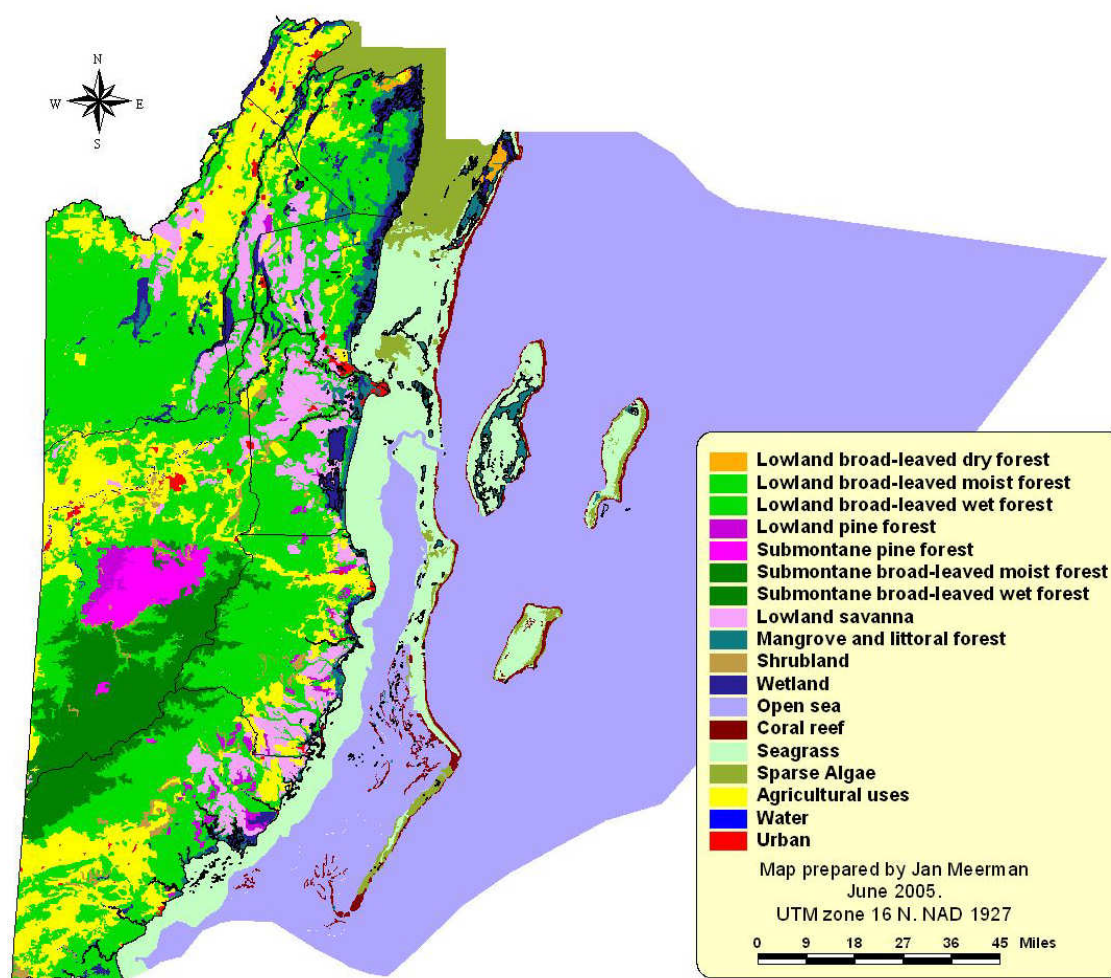 N
W E
S
Lowland broad-leaved dry forest
Lowland broad-leaved moist forest
Lowland broad-leaved wet forest
Lowland pine forest
Submontane pine forest
Submontane broad-leaved moist forest
Submontane broad-leaved wet forest
Lowland savanna
Mangrove and littoral forest
Shrubland
Wetland
Open sea
Coral reef
Seagrass
Sparse Algae
Agricultural uses
Water
Urban
Map prepared by Jan Meerman
June 2005.
UTM zone 16 N. NAD 1927
0 9 18 27 36 45 Miles